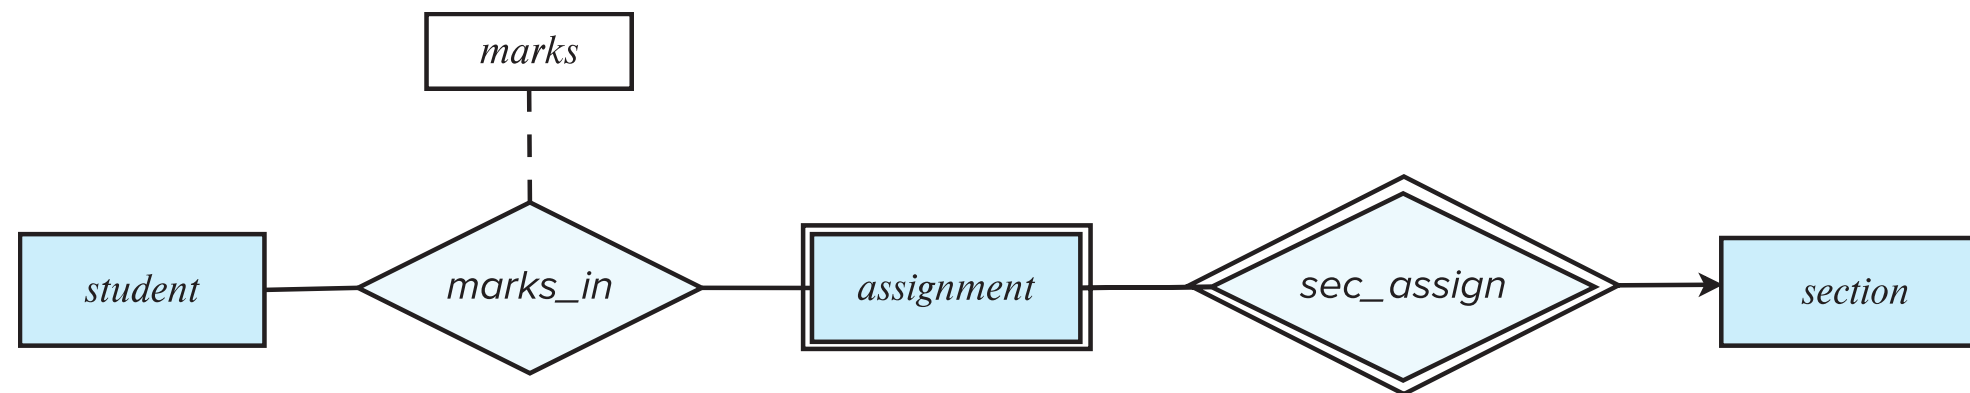 marks
student
marks_in
assignment
sec_assign
section